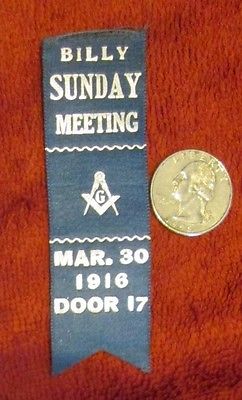 BILLY
SUNDAY
MEETING
G
MAR. 30
1916
DOOR 17
LIBERTY